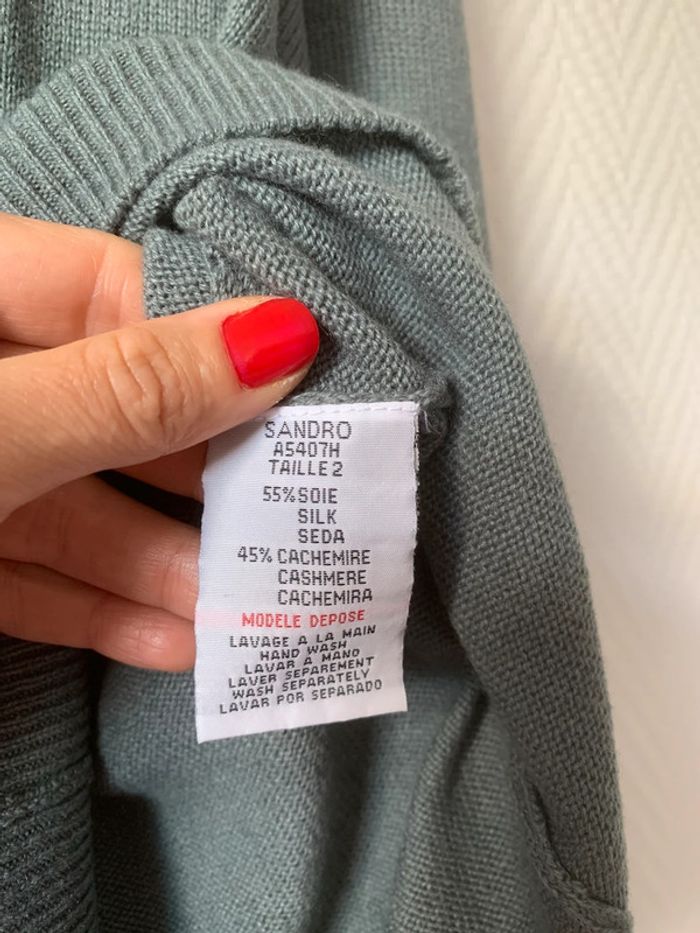 SANDRO
A5407H
TAILLE 2
55% SOIE
SILK
SEDA
45% CACHEMIRE
CASHMERE
CACHEMIRA
MODELE DEPOSE
LAVAGE A LA MAIN
HAND WASH
LAVAR A MANO
LAVER SEPAREMENT
WASH SEPARATELY
LAVAR POR SEPARADO